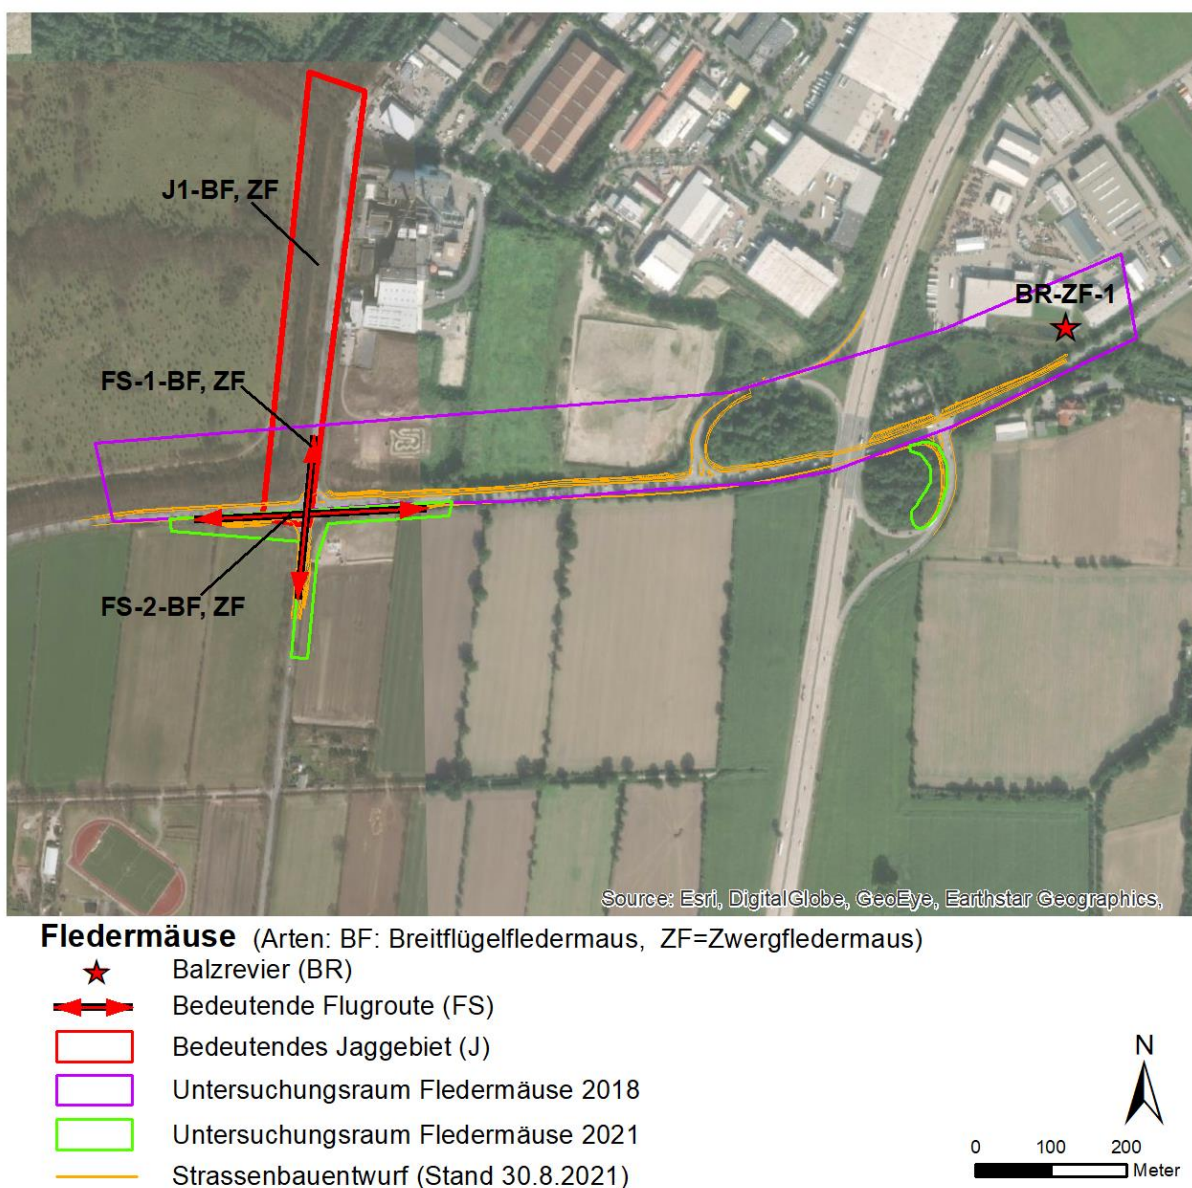 J1-BF, ZF
BR-ZF-1
FS-1-BF, ZF
FS-2-BF, ZF
Source: Esri, DigitalGlobe, GeoEye, Earthstar Geographics,
Fledermäuse (Arten: BF: Breitflügelfledermaus, ZF=Zwergfledermaus)
Balzrevier (BR)
Bedeutende Flugroute (FS)
Bedeutendes Jaggebiet (J)
Untersuchungsraum Fledermäuse 2018
Untersuchungsraum Fledermäuse 2021
Strassenbauentwurf (Stand 30.8.2021)
N
0 100 200
Meter